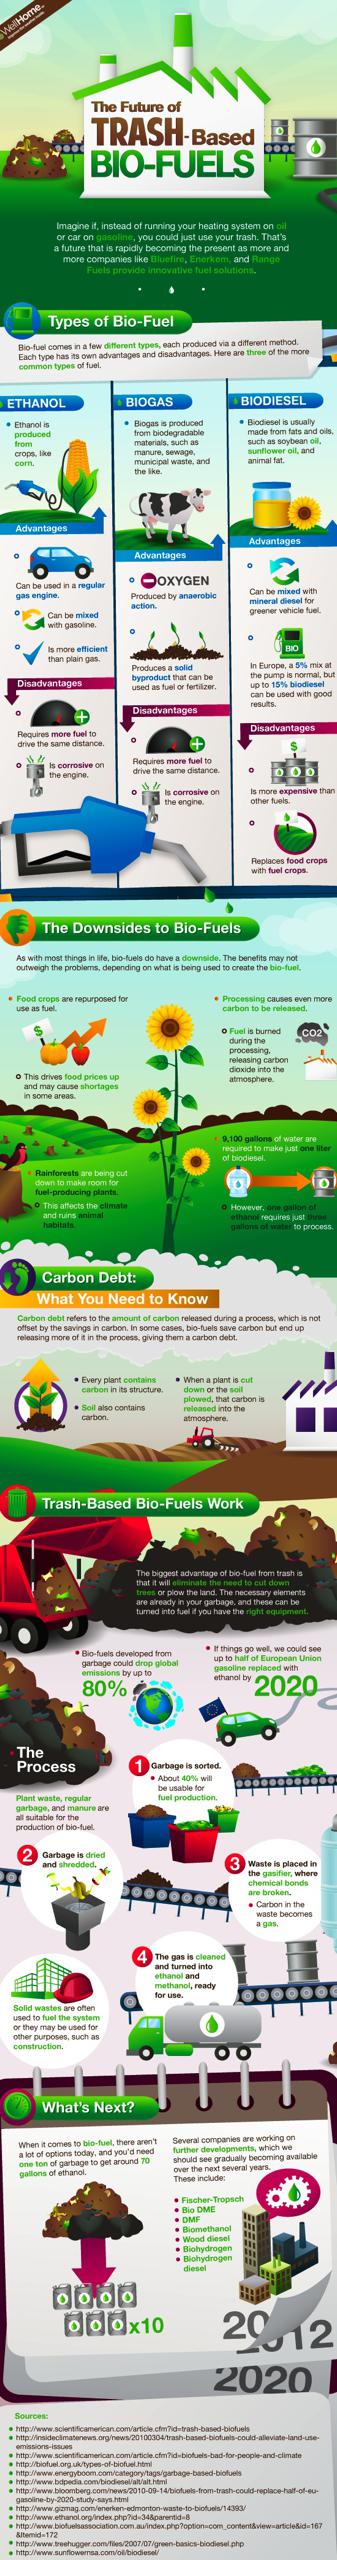 WellHome
The Future of
TRASH-Based
BIO-FUELS
Imagine if, instead of running your heating system on oil
or car on gasoline, you could just use your trash. That's
a future that is rapidly becoming the present as more and
more companies like Bluefire, Enerkem, and Range
Fuels provide innovative fuel solutions.
Types of Bio-Fuel
Bio-fuel comes in a few different types, each produced via a different method.
Each type has its own advantages and disadvantages. Here are three of the more
common types of fuel.
ETHANOL
Ethanol is
produced
from
crops, like
corn.
Advantages
Can be used in a regular
gas engine.
Can be mixed
with gasoline.
Is more efficient
than plain gas.
Disadvantages
Requires more fuel to
drive the same distance.
Is corrosive on
the engine.
BIOGAS
Biogas is produced
from biodegradable
materials, such as
manure, sewage,
municipal waste, and
the like.
Advantages
OXYGEN
Produced by anaerobic
action.
Produces a solid
byproduct that can be
used as fuel or fertilizer.
Disadvantages
Requires more fuel to
drive the same distance.
Is corrosive on
the engine.
BIODIESEL
Biodiesel is usually
made from fats and oils,
such as soybean oil,
sunflower oil, and
animal fat.
Advantages
Can be mixed with
mineral diesel for
greener vehicle fuel.
BIO
In Europe, a 5% mix at
the pump is normal, but
up to 15% biodiesel
can be used with good
results.
Disadvantages
$
Is more expensive than
other fuels.
Replaces food crops
with fuel crops.
The Downsides to Bio-Fuels
As with most things in life, bio-fuels do have a downside. The benefits may not
outweigh the problems, depending on what is being used to create the bio-fuel.
Food crops are repurposed for
use as fuel.
$
This drives food prices up
and may cause shortages
in some areas.
Rainforests are being cut
down to make room for
fuel-producing plants.
This affects the climate
and ruins animal
habitats.
Processing causes even more
carbon to be released.
Fuel is burned
during the
processing,
releasing carbon
dioxide into the
atmosphere.
CO2
9,100 gallons of water are
required to make just one liter
of biodiesel.
However, one gallon of
ethanol requires just three
gallons of water to process.
Carbon Debt:
What You Need to Know
Carbon debt refers to the amount of carbon released during a process, which is not
offset by the savings in carbon. In some cases, bio-fuels save carbon but end up
releasing more of it in the process, giving them a carbon debt.
Every plant contains
carbon in its structure.
Soil also contains
carbon.
When a plant is cut
down or the soil
plowed, that carbon is
released into the
atmosphere.
Trash-Based Bio-Fuels Work
The biggest advantage of bio-fuel from trash is
that it will eliminate the need to cut down
trees or plow the land. The necessary elements
are already in your garbage, and these can be
turned into fuel if you have the right equipment.
Bio-fuels developed from
garbage could drop global
emissions by up to
80%
If things go well, we could see
up to half of European Union
gasoline replaced with
ethanol by 2020
The
Process
Plant waste, regular
garbage, and manure are
all suitable for the
production of bio-fuel.
1 Garbage is sorted.
About 40% will
be usable for
fuel production.
2 Garbage is dried
and shredded.
3 Waste is placed in
the gasifier, where
chemical bonds
are broken.
Carbon in the
waste becomes
a gas.
4 The gas is cleaned
and turned into
ethanol and
methanol, ready
for use.
Solid wastes are often
used to fuel the system
or they may be used for
other purposes, such as
construction.
What's Next?
When it comes to bio-fuel, there aren't
a lot of options today, and you'd need
one ton of garbage to get around 70
gallons of ethanol.
x10
Several companies are working on
further developments, which we
should see gradually becoming available
over the next several years.
These include:
Fischer-Tropsch
Bio DME
DMF
Biomethanol
Wood diesel
Biohydrogen
Biohydrogen
diesel
2012
2020
Sources:
http://www.scientificamerican.com/article.cfm?id=trash-based-biofuels
http://insideclimatenews.org/news/20100304/trash-based-biofuels-could-alleviate-land-use-
emissions-issues
http://www.scientificamerican.com/article.cfm?id=biofuels-bad-for-people-and-climate
http://biofuel.org.uk/types-of-biofuel.html
http://www.energyboom.com/category/tags/garbage-based-biofuels
http://www.bdpedia.com/biodiesel/alt/alt.html
http://www.bloomberg.com/news/2010-09-14/biofuels-from-trash-could-replace-half-of-eu-
gasoline-by-2020-study-says.html
http://www.gizmag.com/enerken-edmonton-waste-to-biofuels/14393/
http://www.ethanol.org/index.php?id=34&parentid=8
http://www.biofuelsassociation.com.au/index.php?option=com_content&view=article&id=167
&Itemid=172
http://www.treehugger.com/files/2007/07/green-basics-biodiesel.php
http://www.sunflowernsa.com/oil/biodiesel/